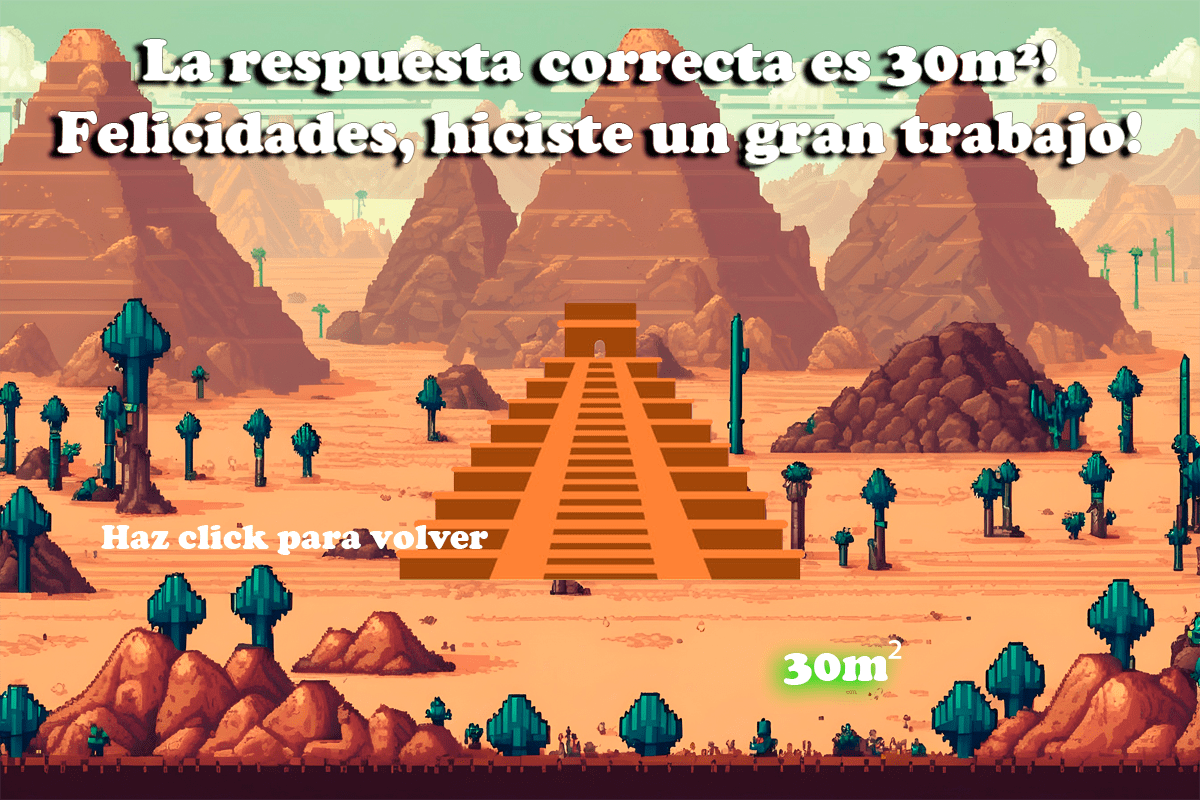 La respuesta correcta es 30m²!
Felicidades, hiciste un gran trabajo!
Haz click para volver
30m²